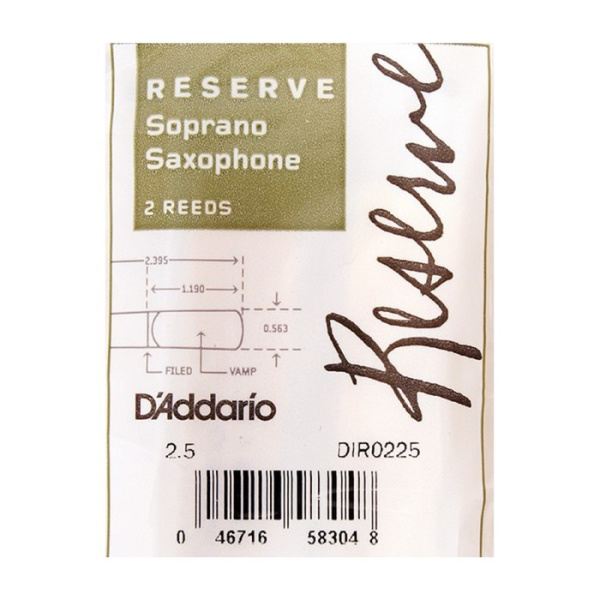 RESERVE
Soprano
Saxophone
2 REEDS
Reserve
2.395
1.190
0.563
FILED VAMP
D'Addario
2.5 DIR0225
0 46716 58304 8